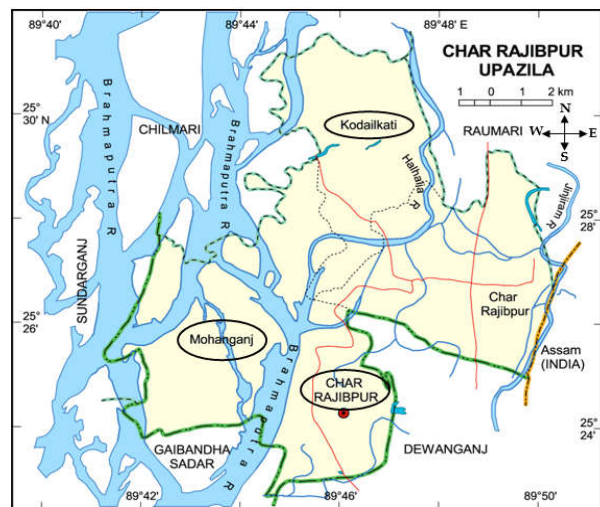 89°40'
89°44'
89°48' E
CHAR RAJIBPUR
UPAZILA
1 0 1 2 km
N
W E
S
25°
30' N
Brahmaputra R
CHILMARI
Brahmaputra R
Kodailkati
RAUMARI
Halhalia R
Jinjiram R
25°
28'
SUNDARGANJ
Char
Rajibpur
25°
26'
Mohanganj
Assam
(INDIA)
Brahmaputra R
CHAR
RAJIBPUR
GAIBANDHA
SADAR
DEWANGANJ
25°
24'
89°42'
89°46'
89°50'